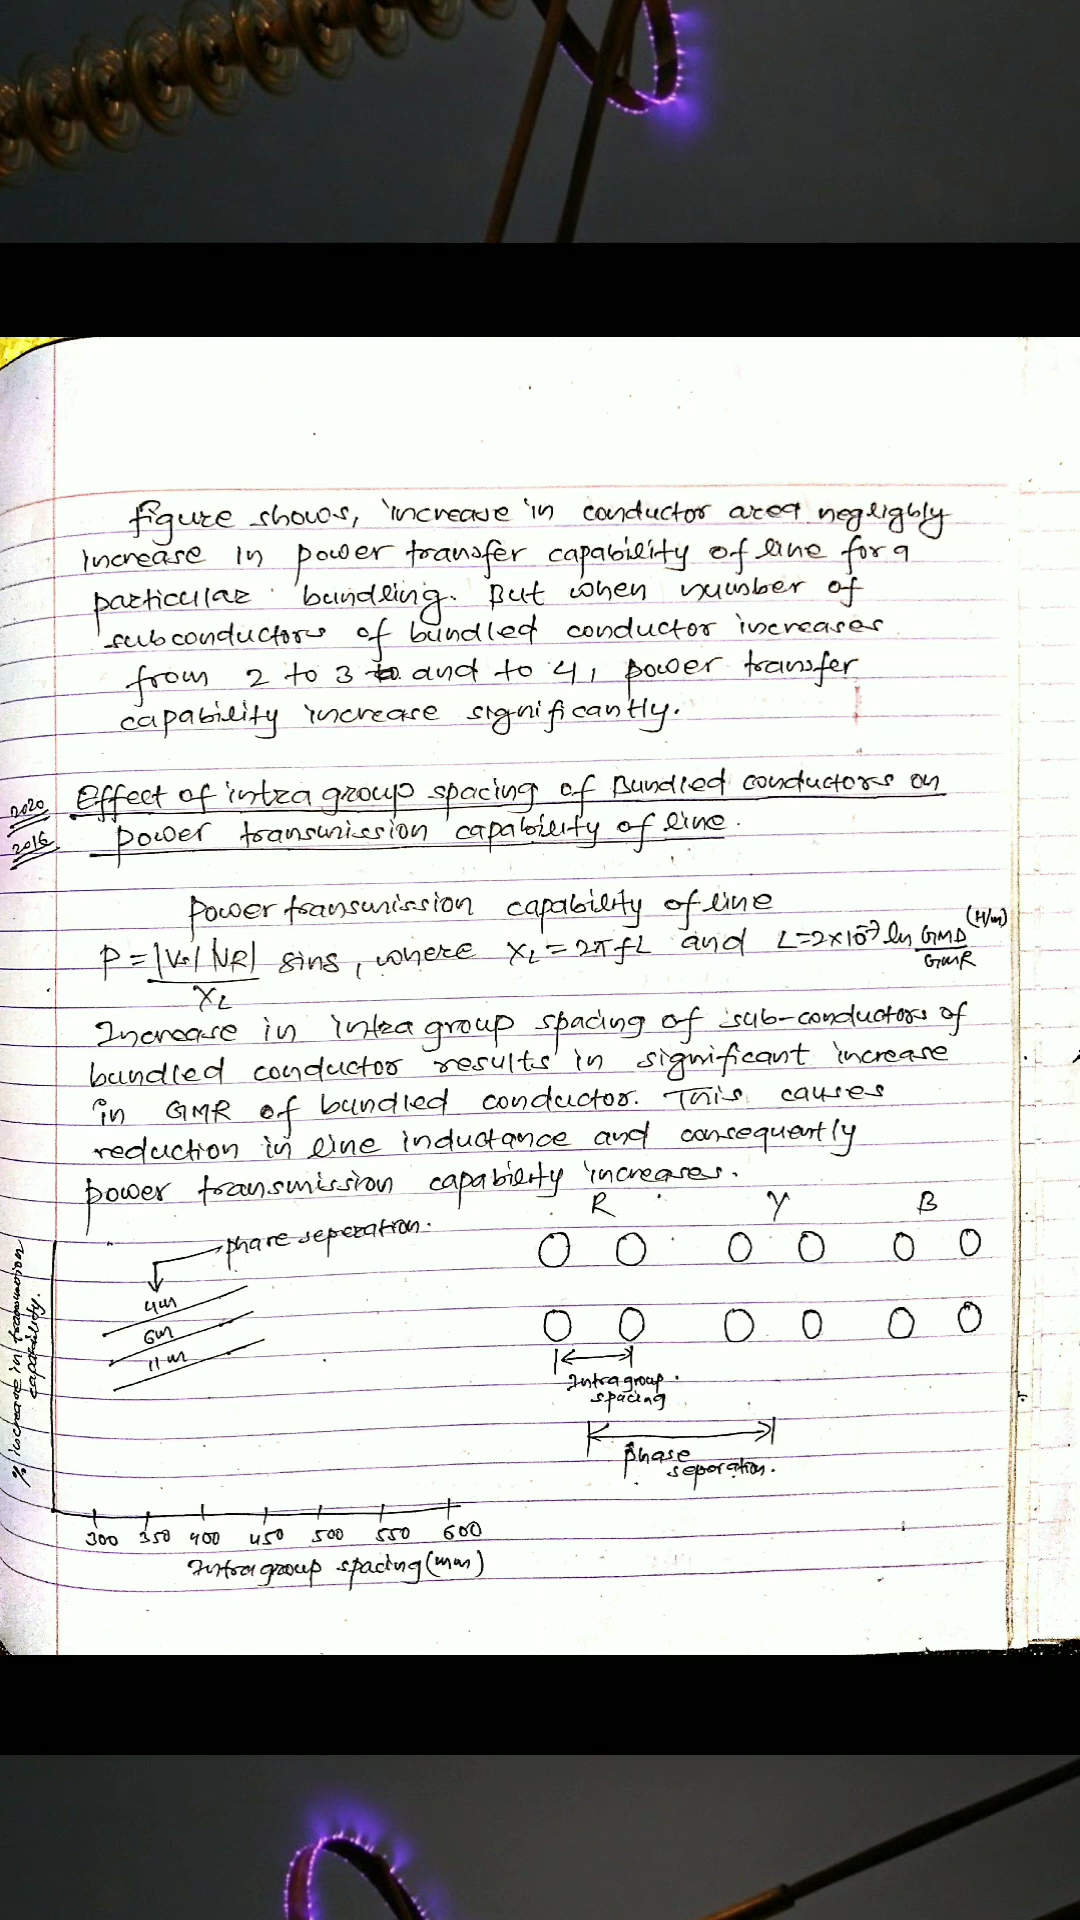 figure shows, increase in conductor area negligibly
increase in power transfer capability of line for a
particular bundling. But when number of
subconductors of bundled conductor increases
from 2 to 3 and to 4, power transfer
capability increase significantly.
2020
2016
Effect of intra group spacing of Bundled conductors on
power transmission capability of line.
Power transmission capability of line
P = |Vs| |VR| / XL sinδ, where XL = 2πfL and L = 2×10⁻⁷ ln GMD/GMR (H/m)
Increase in intra group spacing of sub-conductors of
bundled conductor results in significant increase
in GMR of bundled conductor. This causes
reduction in line inductance and consequently
power transmission capability increases.
R Y B
phase seperation.
4m
6m
11m
% increase in transmission
capability.
Intra group
spacing
phase
seperation.
300 350 400 450 500 550 600
Intra group spacing (mm)